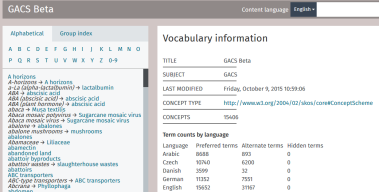 GACS Beta
Content language English
Alphabetical Group index
A B C D E F G H I J K L M N O
P Q R S T U V W X Y Z 0-9
A horizons
A-horizons → A horizons
a-La (alpha-lactalbumin) → lactalbumin
ABA → abscisic acid
ABA (abscisic acid) → abscisic acid
ABA (plant hormone) → abscisic acid
abaca → Musa textilis
Abaca mosaic potyvirus → Sugarcane mosaic virus
Abaca mosaic virus → Sugarcane mosaic virus
abalone → abalones
abalone mushrooms → mushrooms
abalones
Abamaceae → Liliaceae
abamectin
abandoned land
abattoir byproducts
abattoir wastes → slaughterhouse wastes
abattoirs
ABC transporters
ABC-type transporters → ABC transporters
Abcrana → Phyllophaga
Vocabulary information
TITLE GACS Beta
SUBJECT GACS
LAST MODIFIED Friday, October 9, 2015 10:59:06
CONCEPT TYPE http://www.w3.org/2004/02/skos/core#ConceptScheme
CONCEPTS 15406
Term counts by language
Language Preferred terms Alternate terms Hidden terms
Arabic 8688 893 0
Czech 10740 6200 0
Danish 3599 32 0
German 11352 7551 0
English 15652 31167 0